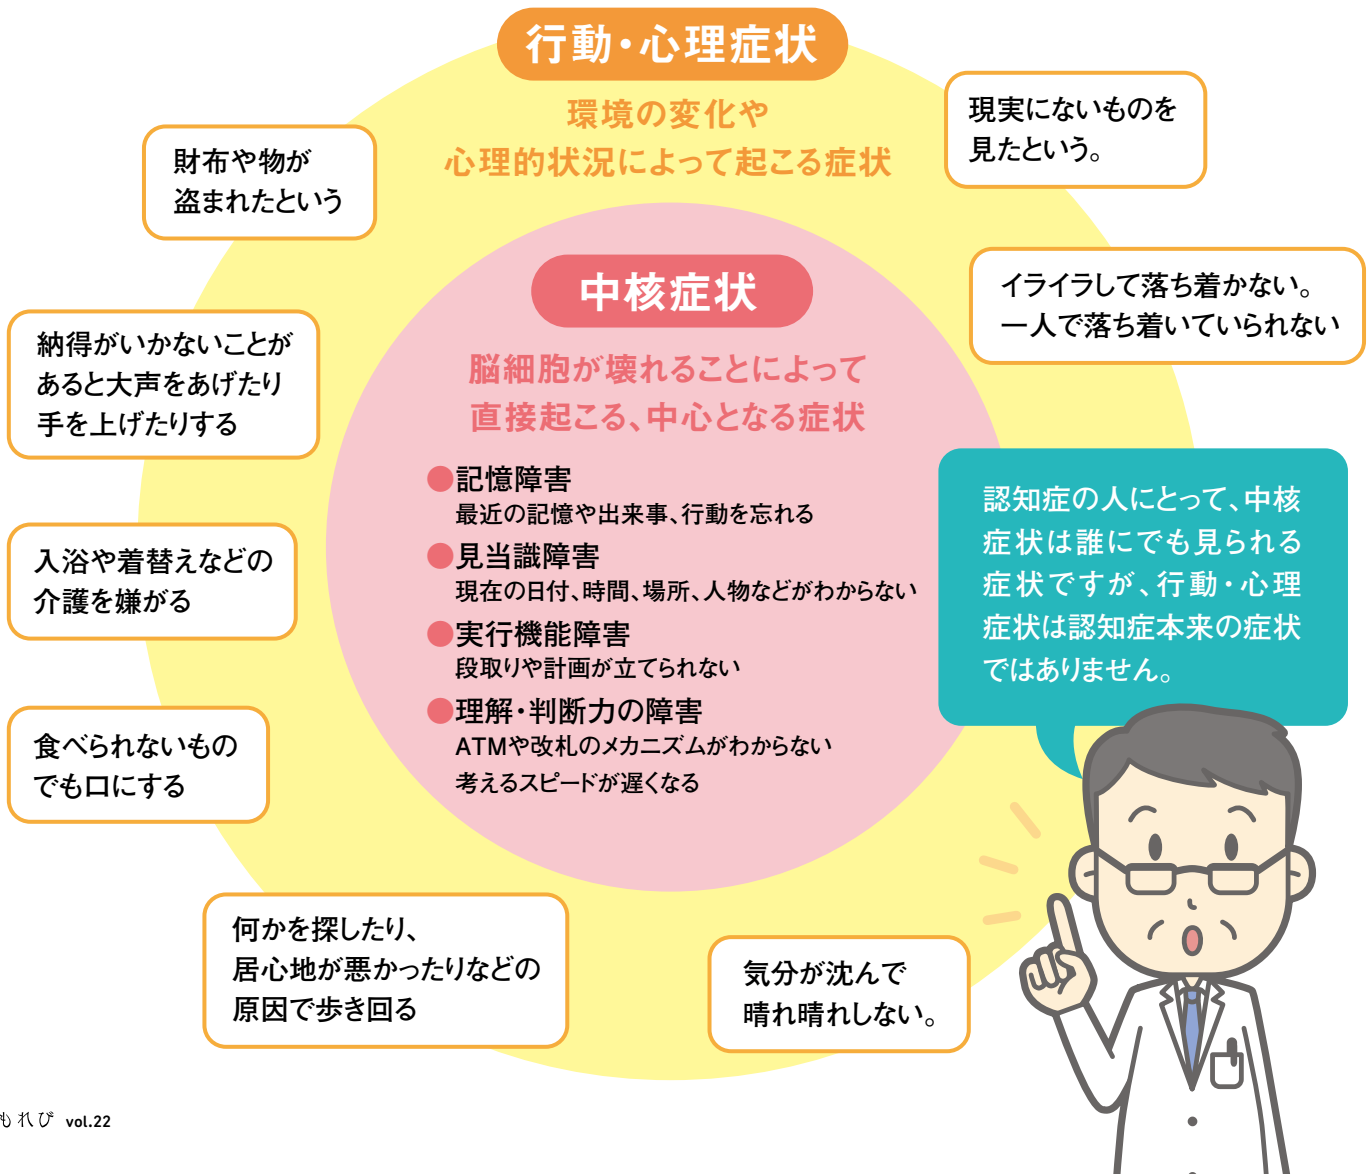 行動・心理症状
環境の変化や
心理的状況によって起こる症状
現実にないものを
見たという。
財布や物が
盗まれたという
イライラして落ち着かない。
一人で落ち着いていられない
中核症状
脳細胞が壊れることによって
直接起こる、中心となる症状
納得がいかないことが
あると大声をあげたり
手を上げたりする
●記憶障害
最近の記憶や出来事、行動を忘れる
●見当識障害
現在の日付、時間、場所、人物などがわからない
●実行機能障害
段取りや計画が立てられない
●理解・判断力の障害
ATMや改札のメカニズムがわからない
考えるスピードが遅くなる
認知症の人にとって、中核
症状は誰にでも見られる
症状ですが、行動・心理
症状は認知症本来の症状
ではありません。
入浴や着替えなどの
介護を嫌がる
食べられないもの
でも口にする
何かを探したり、
居心地が悪かったりなどの
原因で歩き回る
気分が沈んで
晴れ晴れしない。
もれび vol.22